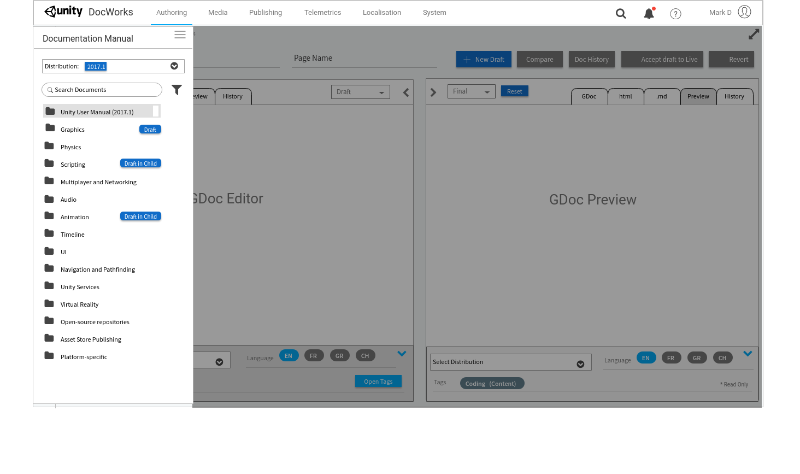 unity DocWorks Authoring Media Publishing Telemetrics Localisation System Mark D
Documentation Manual
Page Name
New Draft Compare Doc History Accept draft to Live Revert
Distribution: 2017.1
Search Documents
Unity User Manual (2017.1)
Graphics Draft
Physics
Scripting Draft in Child
Multiplayer and Networking
Audio
Animation Draft in Child
Timeline
UI
Navigation and Pathfinding
Unity Services
Virtual Reality
Open-source repositories
Asset Store Publishing
Platform-specific
History Draft
GDoc Editor
Language EN FR GR CH
Open Tags
Final Reset GDoc html .md Preview History
GDoc Preview
Select Distribution Language EN FR GR CH
Tags Coding (Content) * Read Only